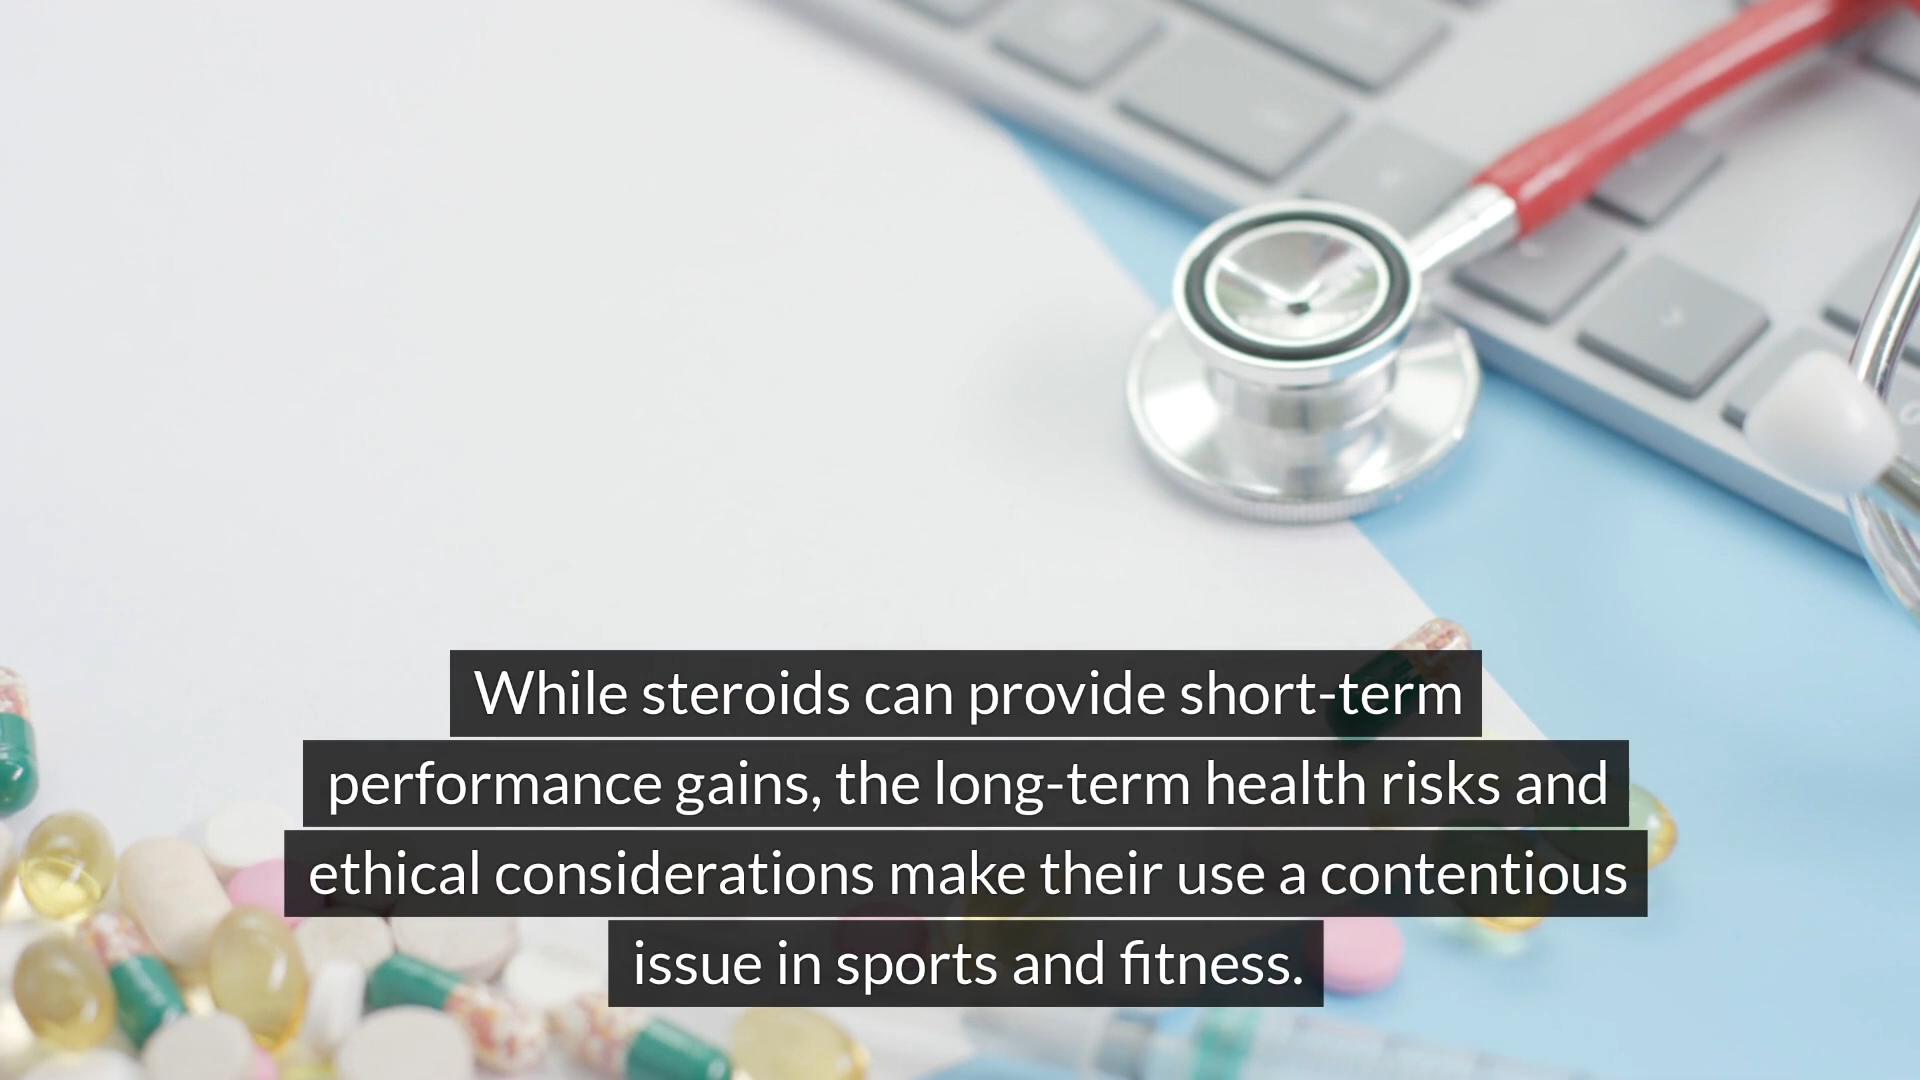 While steroids can provide short-term
performance gains, the long-term health risks and
ethical considerations make their use a contentious
issue in sports and fitness.